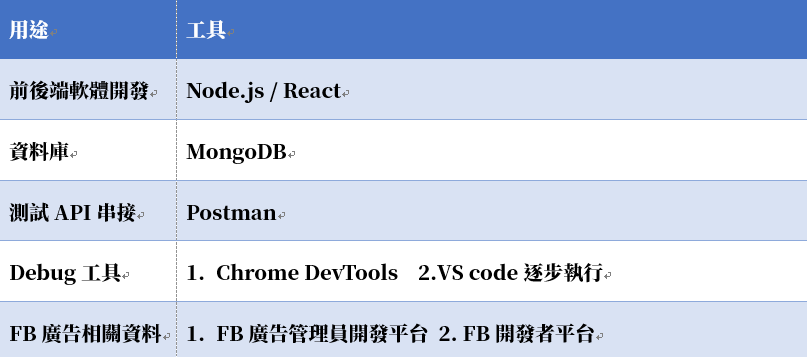 用途 工具
前後端軟體開發 Node.js / React
資料庫 MongoDB
測試 API 串接 Postman
Debug 工具 1. Chrome DevTools 2.VS code 逐步執行
FB 廣告相關資料 1. FB 廣告管理員開發平台 2. FB 開發者平台